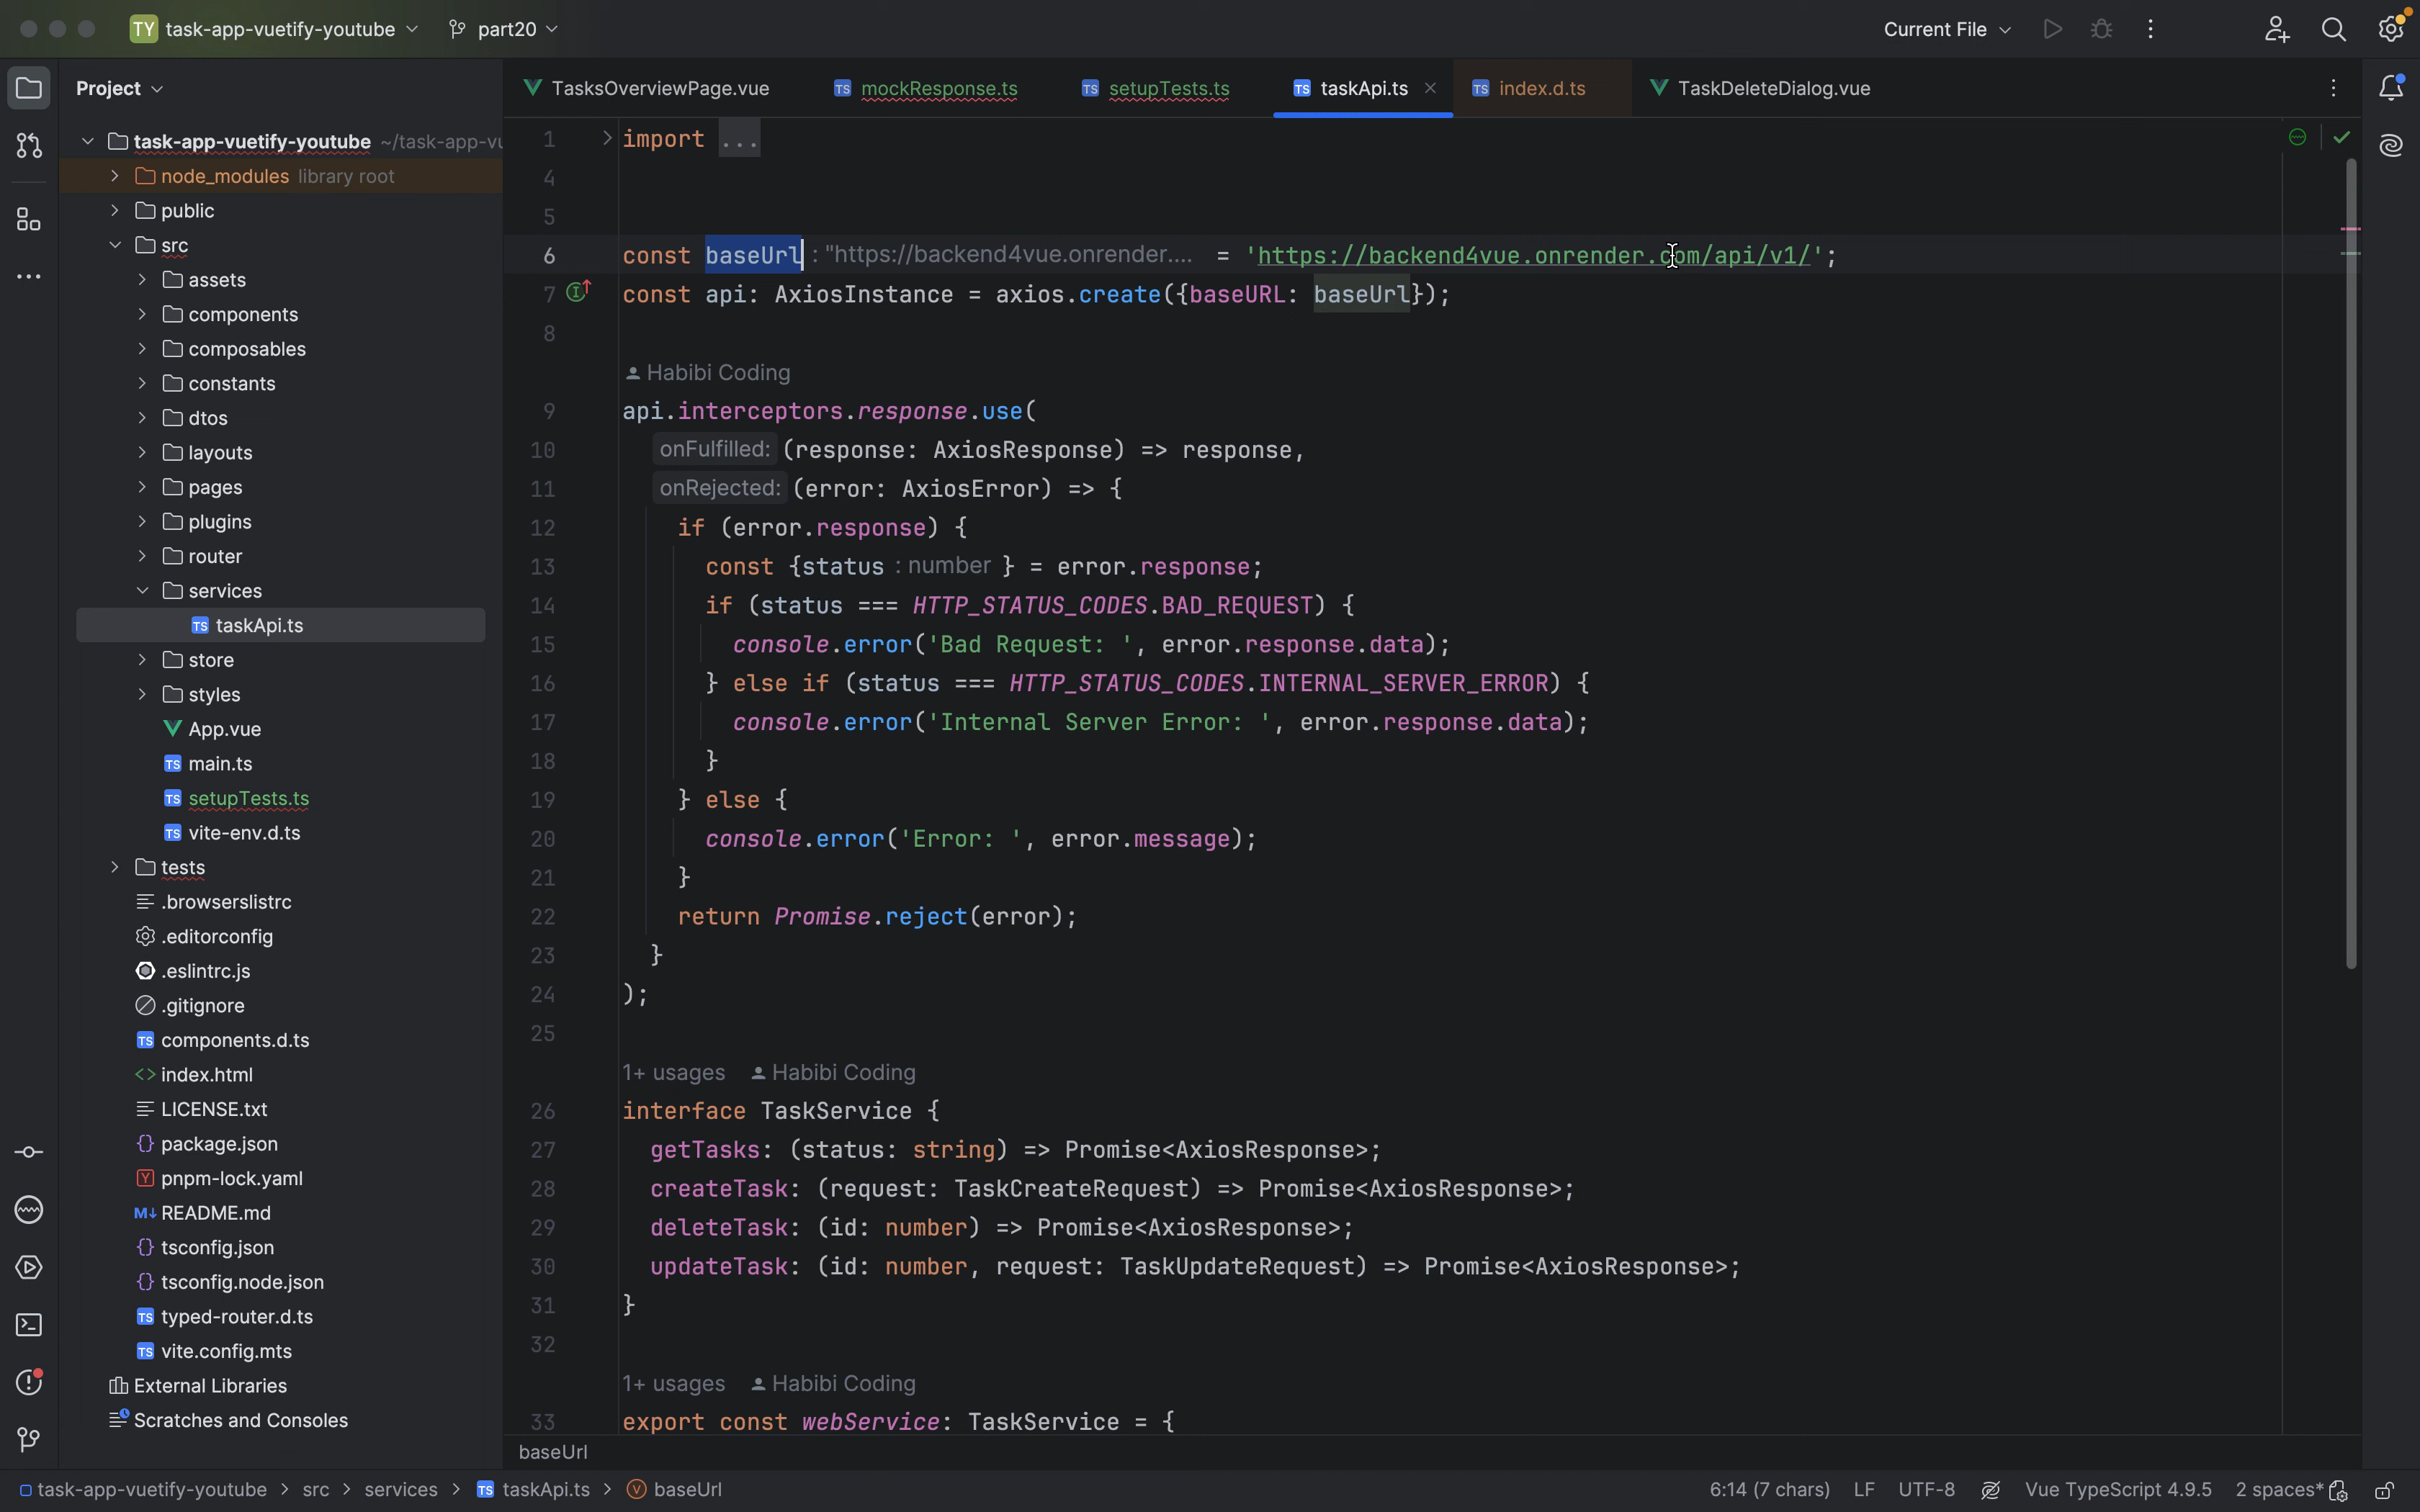 TY task-app-vuetify-youtube part20
Current File
Project
TasksOverviewPage.vue
TS mockResponse.ts
TS setupTests.ts
TS taskApi.ts
TS index.d.ts
TaskDeleteDialog.vue
task-app-vuetify-youtube ~/task-app-vu
node_modules library root
public
src
assets
components
composables
constants
dtos
layouts
pages
plugins
router
services
TS taskApi.ts
store
styles
App.vue
TS main.ts
TS setupTests.ts
TS vite-env.d.ts
tests
.browserslistrc
.editorconfig
.eslintrc.js
.gitignore
TS components.d.ts
<> index.html
LICENSE.txt
{} package.json
Y pnpm-lock.yaml
M↓ README.md
{} tsconfig.json
{} tsconfig.node.json
TS typed-router.d.ts
TS vite.config.mts
External Libraries
Scratches and Consoles
1 import ...
4
5
6 const baseUrl : "https://backend4vue.onrender.... = 'https://backend4vue.onrender.com/api/v1/';
7 const api: AxiosInstance = axios.create({baseURL: baseUrl});
8
Habibi Coding
9 api.interceptors.response.use(
10 onFulfilled: (response: AxiosResponse) => response,
11 onRejected: (error: AxiosError) => {
12 if (error.response) {
13 const {status : number } = error.response;
14 if (status === HTTP_STATUS_CODES.BAD_REQUEST) {
15 console.error('Bad Request: ', error.response.data);
16 } else if (status === HTTP_STATUS_CODES.INTERNAL_SERVER_ERROR) {
17 console.error('Internal Server Error: ', error.response.data);
18 }
19 } else {
20 console.error('Error: ', error.message);
21 }
22 return Promise.reject(error);
23 }
24 );
25
1+ usages Habibi Coding
26 interface TaskService {
27 getTasks: (status: string) => Promise<AxiosResponse>;
28 createTask: (request: TaskCreateRequest) => Promise<AxiosResponse>;
29 deleteTask: (id: number) => Promise<AxiosResponse>;
30 updateTask: (id: number, request: TaskUpdateRequest) => Promise<AxiosResponse>;
31 }
32
1+ usages Habibi Coding
33 export const webService: TaskService = {
baseUrl
task-app-vuetify-youtube > src > services > TS taskApi.ts > V baseUrl
6:14 (7 chars) LF UTF-8 Vue TypeScript 4.9.5 2 spaces*